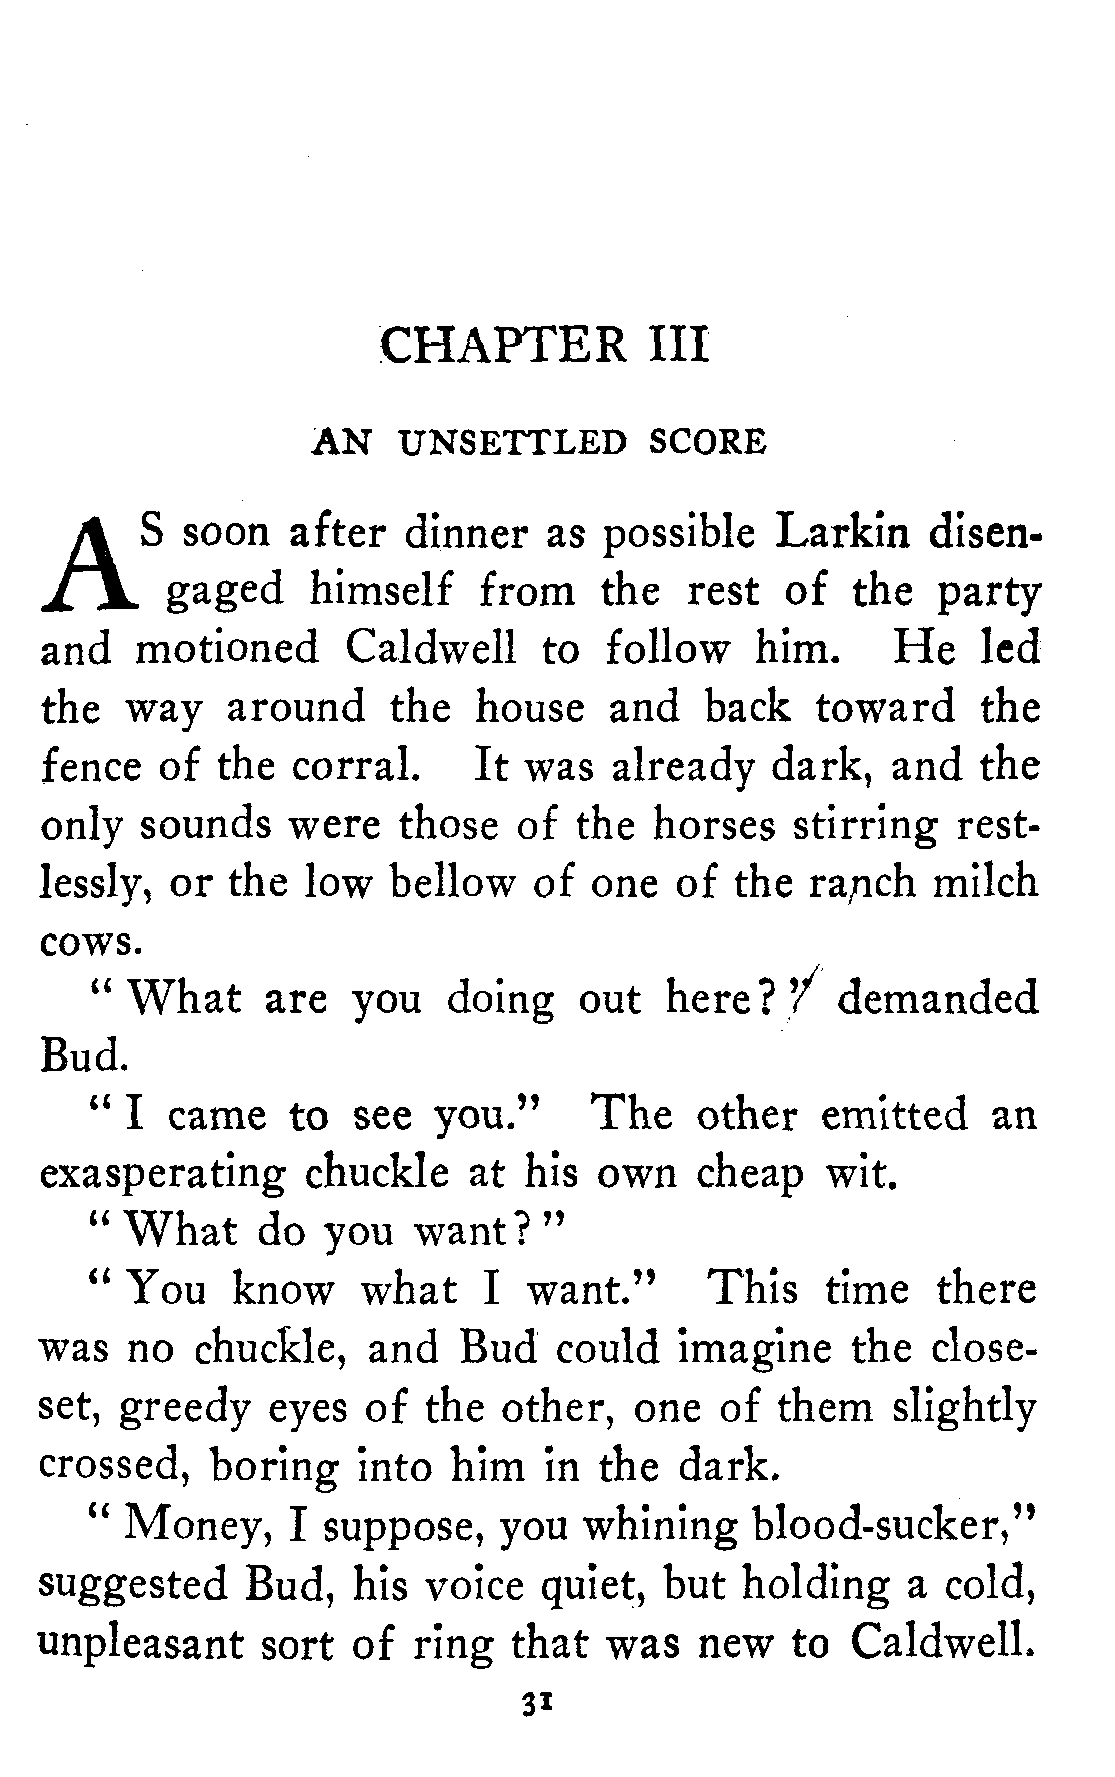 CHAPTER III
AN UNSETTLED SCORE
AS soon after dinner as possible Larkin disen-
gaged himself from the rest of the party
and motioned Caldwell to follow him. He led
the way around the house and back toward the
fence of the corral. It was already dark, and the
only sounds were those of the horses stirring rest-
lessly, or the low bellow of one of the ranch milch
cows.
“ What are you doing out here? ” demanded
Bud.
“ I came to see you.” The other emitted an
exasperating chuckle at his own cheap wit.
“ What do you want? ”
“ You know what I want.” This time there
was no chuckle, and Bud could imagine the close-
set, greedy eyes of the other, one of them slightly
crossed, boring into him in the dark.
“ Money, I suppose, you whining blood-sucker,”
suggested Bud, his voice quiet, but holding a cold,
unpleasant sort of ring that was new to Caldwell.
31